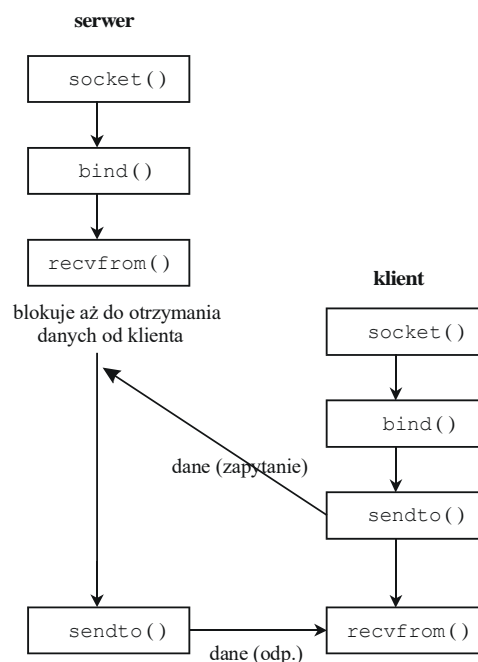 serwer
socket()
bind()
recvfrom()
blokuje aż do otrzymania
danych od klienta
klient
socket()
bind()
dane (zapytanie)
sendto()
sendto()
dane (odp.)
recvfrom()